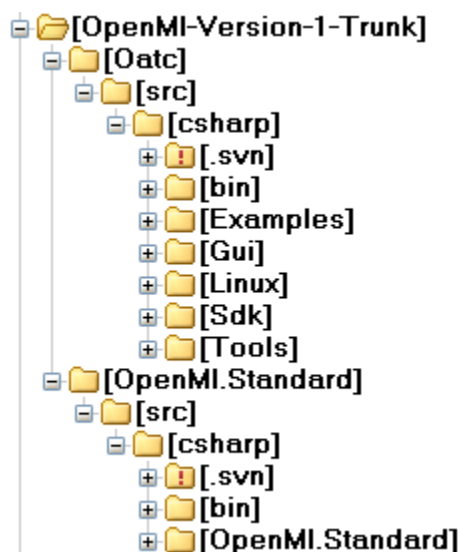 [OpenMI-Version-1-Trunk]
[Oatc]
[src]
[csharp]
[.svn]
[bin]
[Examples]
[Gui]
[Linux]
[Sdk]
[Tools]
[OpenMI.Standard]
[src]
[csharp]
[.svn]
[bin]
[OpenMI.Standard]